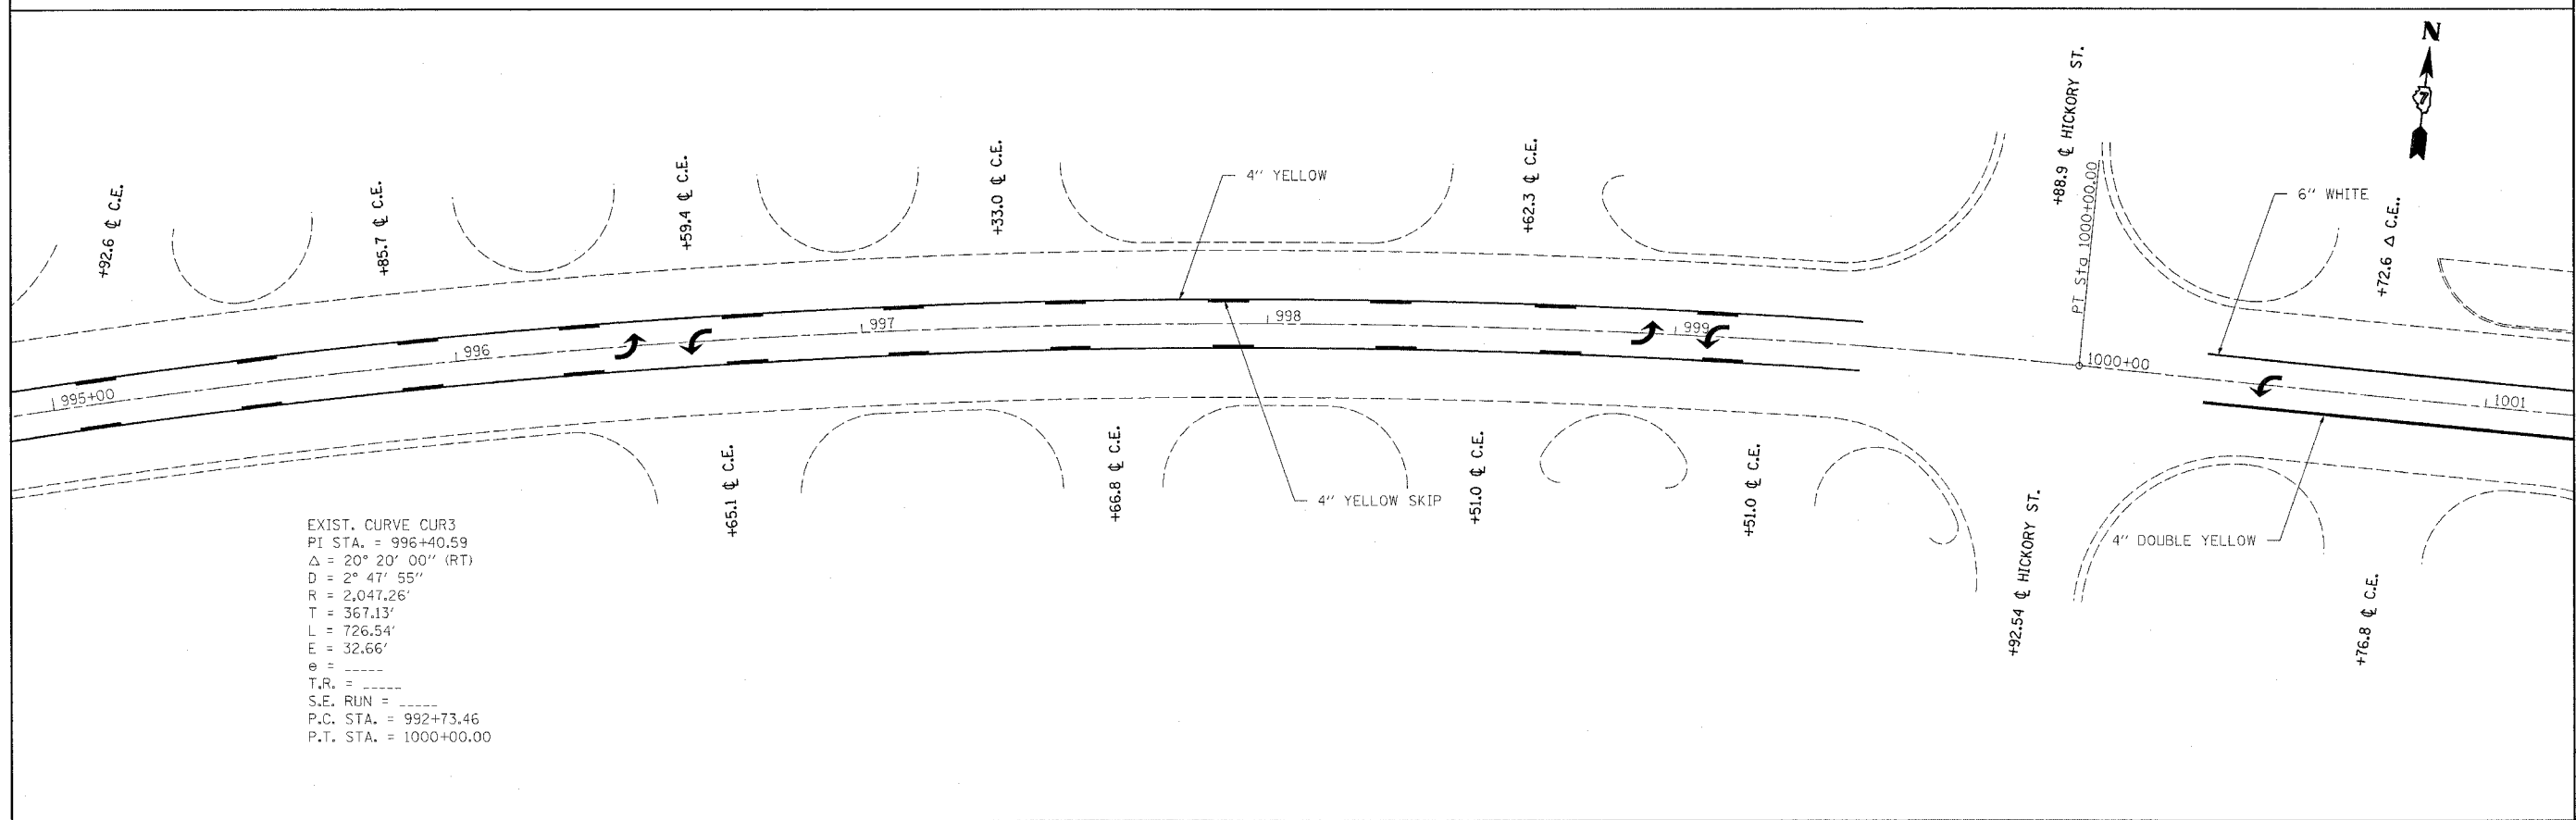 N
7
+92.6 ℄ C.E.
+85.7 ℄ C.E.
+59.4 ℄ C.E.
+33.0 ℄ C.E.
4" YELLOW
+62.3 ℄ C.E.
+88.9 ℄ HICKORY ST.
PT Sta 1000+00.00
6" WHITE
+72.6 Δ C.E..
995+00
996
997
998
999
1000+00
1001
+65.1 ℄ C.E.
+66.8 ℄ C.E.
4" YELLOW SKIP
+51.0 ℄ C.E.
+51.0 ℄ C.E.
+92.54 ℄ HICKORY ST.
4" DOUBLE YELLOW
+76.8 ℄ C.E.
EXIST. CURVE CUR3
PI STA. = 996+40.59
Δ = 20° 20' 00" (RT)
D = 2° 47' 55"
R = 2,047.26'
T = 367.13'
L = 726.54'
E = 32.66'
e = _____
T.R. = _____
S.E. RUN = _____
P.C. STA. = 992+73.46
P.T. STA. = 1000+00.00